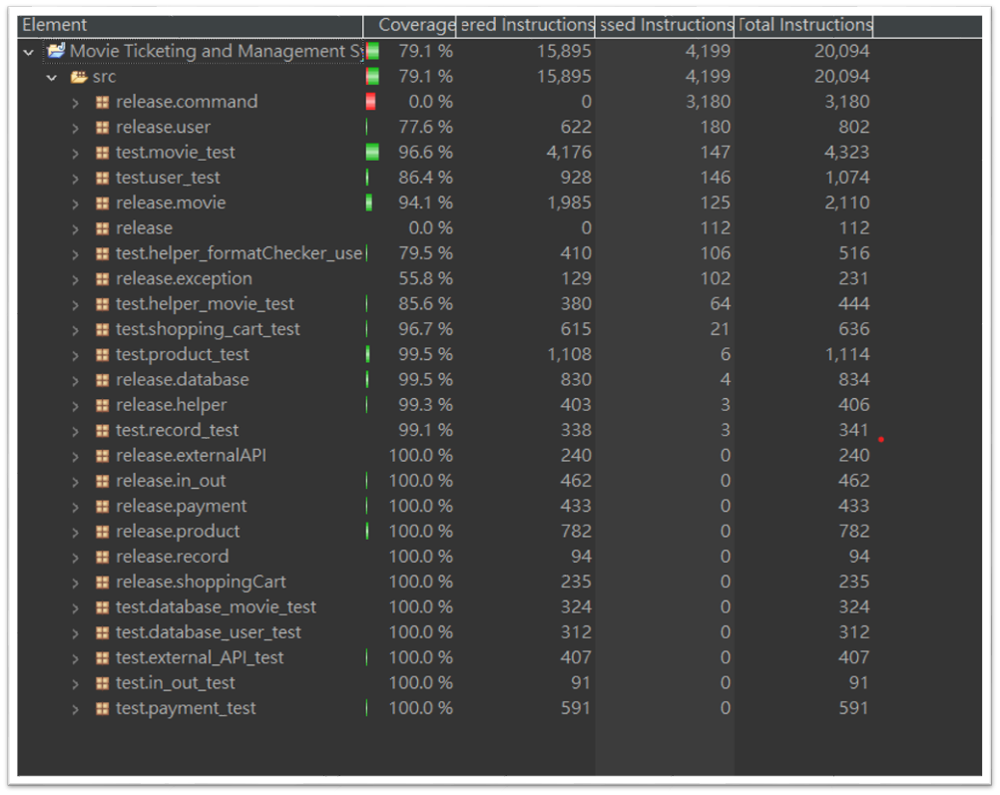 Element Coverage ered Instructions ssed Instructions Total Instructions
Movie Ticketing and Management Sy 79.1 % 15,895 4,199 20,094
src 79.1 % 15,895 4,199 20,094
release.command 0.0 % 0 3,180 3,180
release.user 77.6 % 622 180 802
test.movie_test 96.6 % 4,176 147 4,323
test.user_test 86.4 % 928 146 1,074
release.movie 94.1 % 1,985 125 2,110
release 0.0 % 0 112 112
test.helper_formatChecker_use 79.5 % 410 106 516
release.exception 55.8 % 129 102 231
test.helper_movie_test 85.6 % 380 64 444
test.shopping_cart_test 96.7 % 615 21 636
test.product_test 99.5 % 1,108 6 1,114
release.database 99.5 % 830 4 834
release.helper 99.3 % 403 3 406
test.record_test 99.1 % 338 3 341
release.externalAPI 100.0 % 240 0 240
release.in_out 100.0 % 462 0 462
release.payment 100.0 % 433 0 433
release.product 100.0 % 782 0 782
release.record 100.0 % 94 0 94
release.shoppingCart 100.0 % 235 0 235
test.database_movie_test 100.0 % 324 0 324
test.database_user_test 100.0 % 312 0 312
test.external_API_test 100.0 % 407 0 407
test.in_out_test 100.0 % 91 0 91
test.payment_test 100.0 % 591 0 591